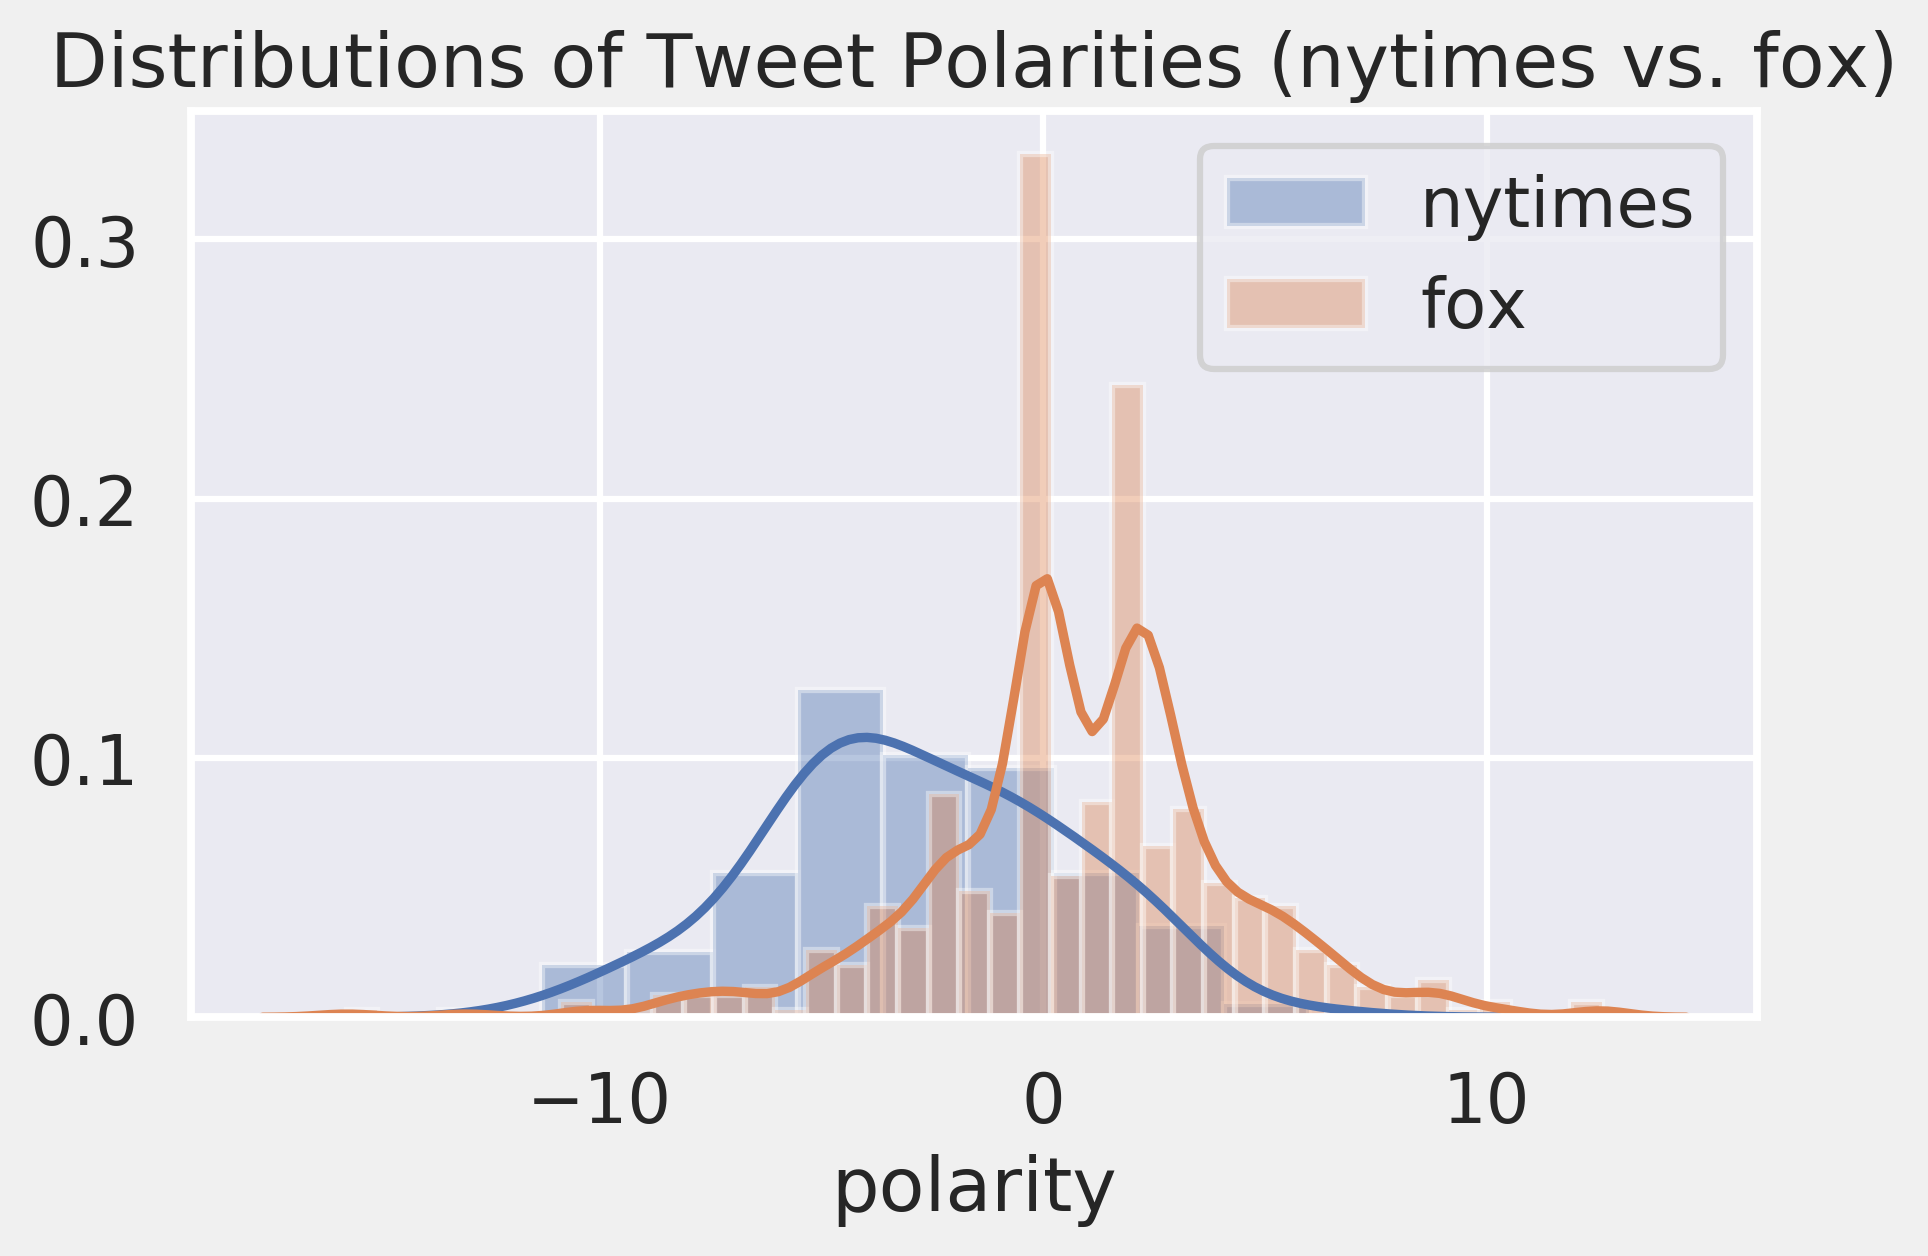 Distributions of Tweet Polarities (nytimes vs. fox)
nytimes
fox
0.3
0.2
0.1
0.0
−10 0 10
polarity